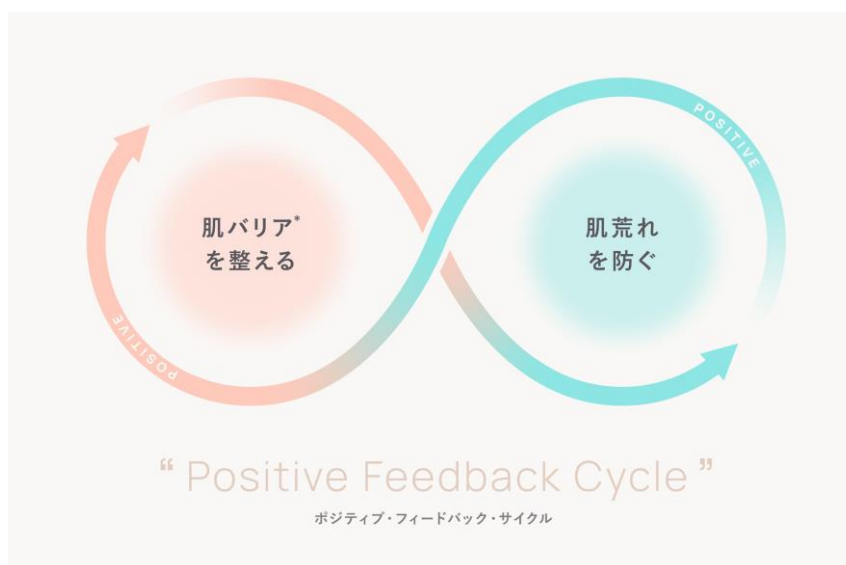 POSITIVE
肌バリア*
を整える
肌荒れ
を防ぐ
POSITIVE
“ Positive Feedback Cycle ”
ポジティブ・フィードバック・サイクル